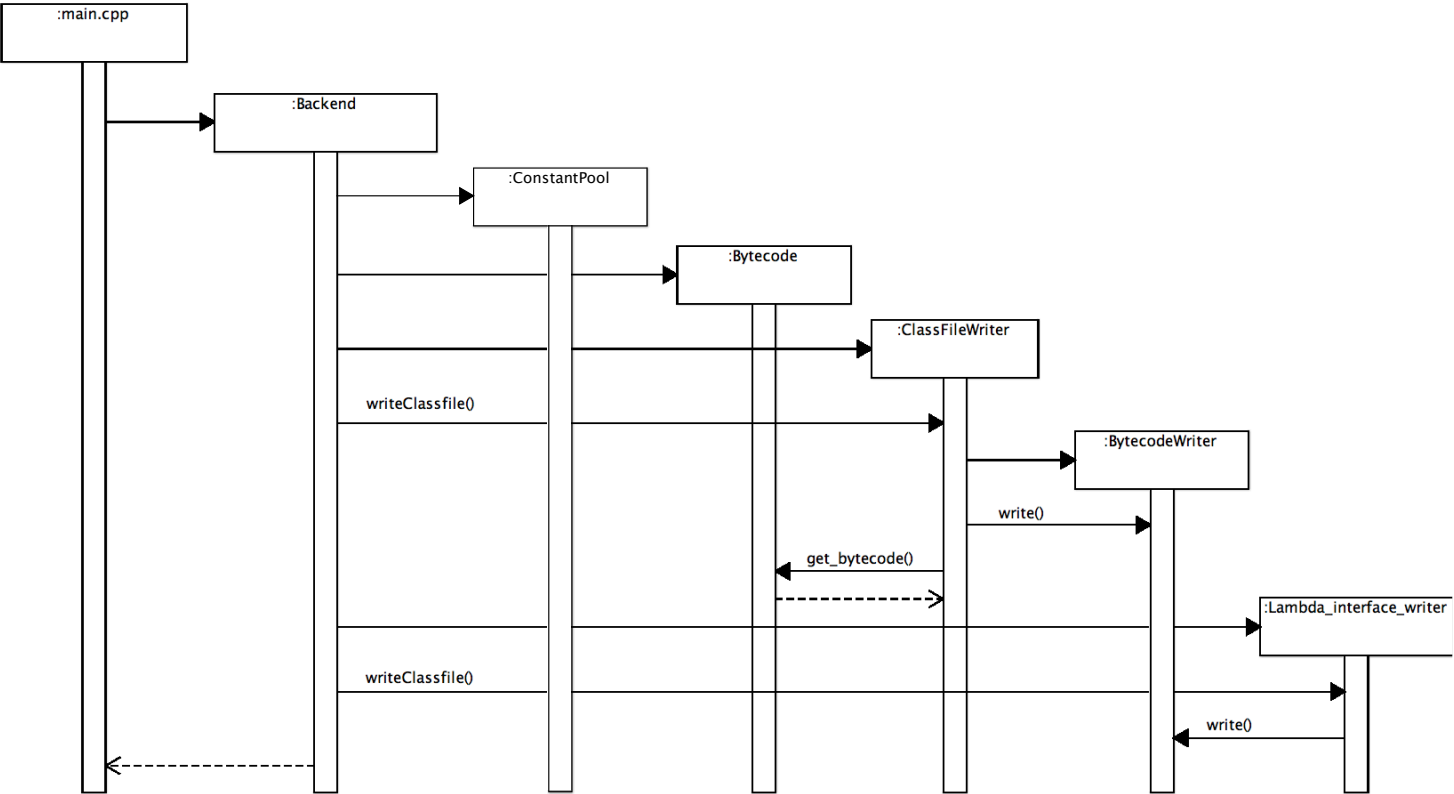 :main.cpp
:Backend
:ConstantPool
:Bytecode
:ClassFileWriter
writeClassfile()
:BytecodeWriter
write()
get_bytecode()
:Lambda_interface_writer
writeClassfile()
write()